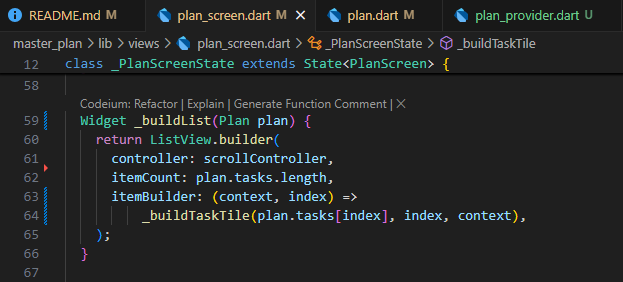 README.md M plan_screen.dart M plan.dart M plan_provider.dart U
master_plan > lib > views > plan_screen.dart > _PlanScreenState > _buildTaskTile
12 class _PlanScreenState extends State<PlanScreen> {
58
Codeium: Refactor | Explain | Generate Function Comment | ×
59 Widget _buildList(Plan plan) {
60 return ListView.builder(
61 controller: scrollController,
62 itemCount: plan.tasks.length,
63 itemBuilder: (context, index) =>
64 _buildTaskTile(plan.tasks[index], index, context),
65 );
66 }
67